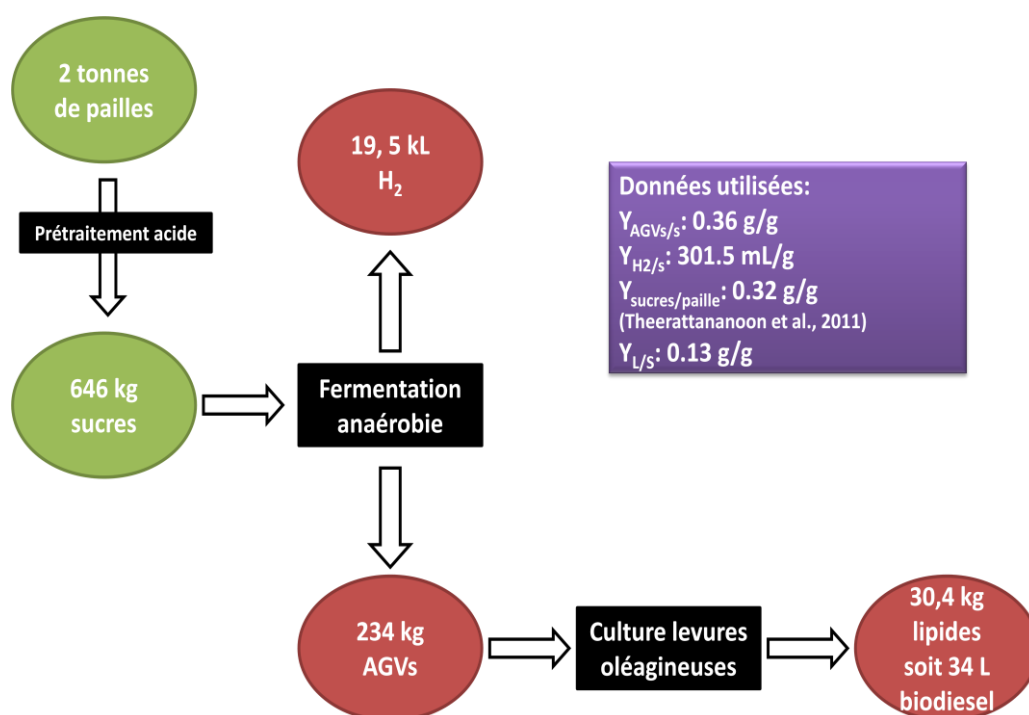 2 tonnes
de pailles
19, 5 kL
H2
Prétraitement acide
Données utilisées:
YAGVs/s: 0.36 g/g
YH2/s: 301.5 mL/g
Ysucres/paille: 0.32 g/g
(Theerattananoon et al., 2011)
YL/S: 0.13 g/g
646 kg
sucres
Fermentation
anaérobie
234 kg
AGVs
Culture levures
oléagineuses
30,4 kg
lipides
soit 34 L
biodiesel